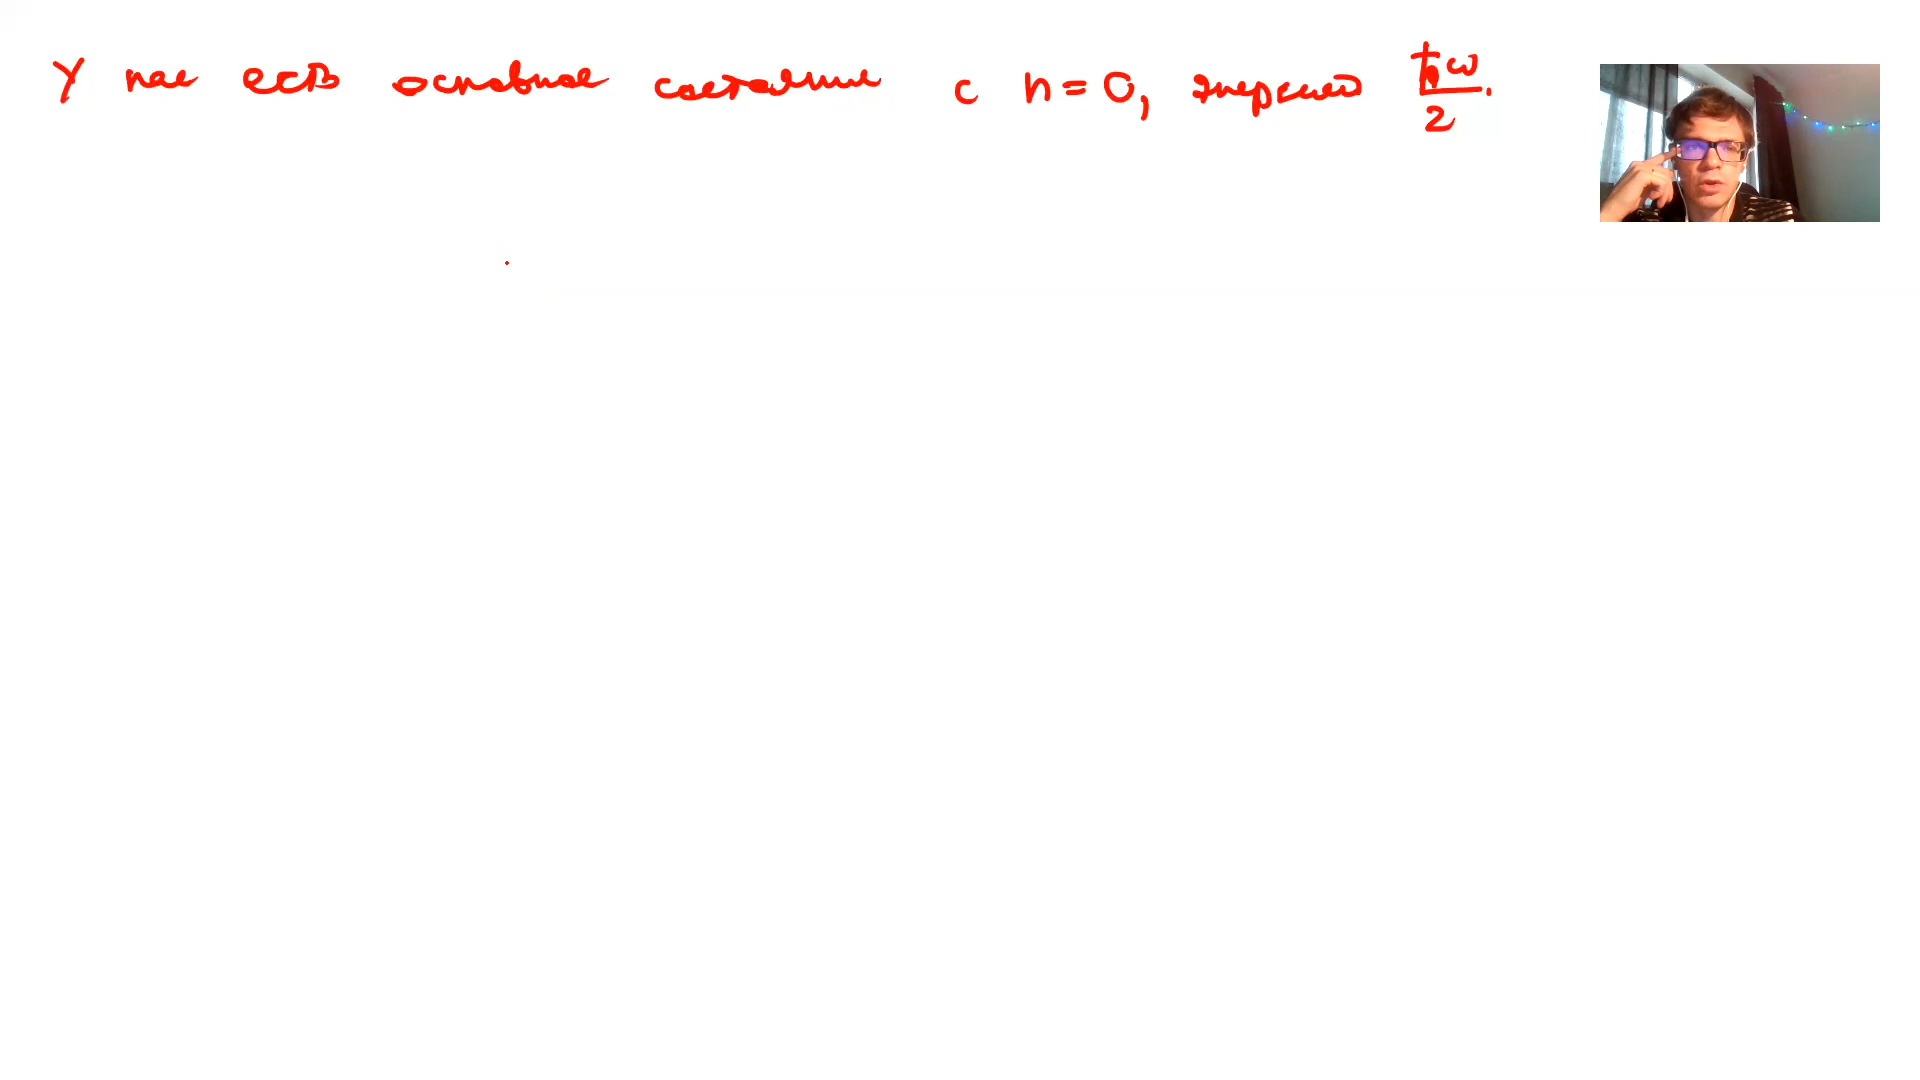 У нас есть основное состояние с n = 0, энергией ħω/2.